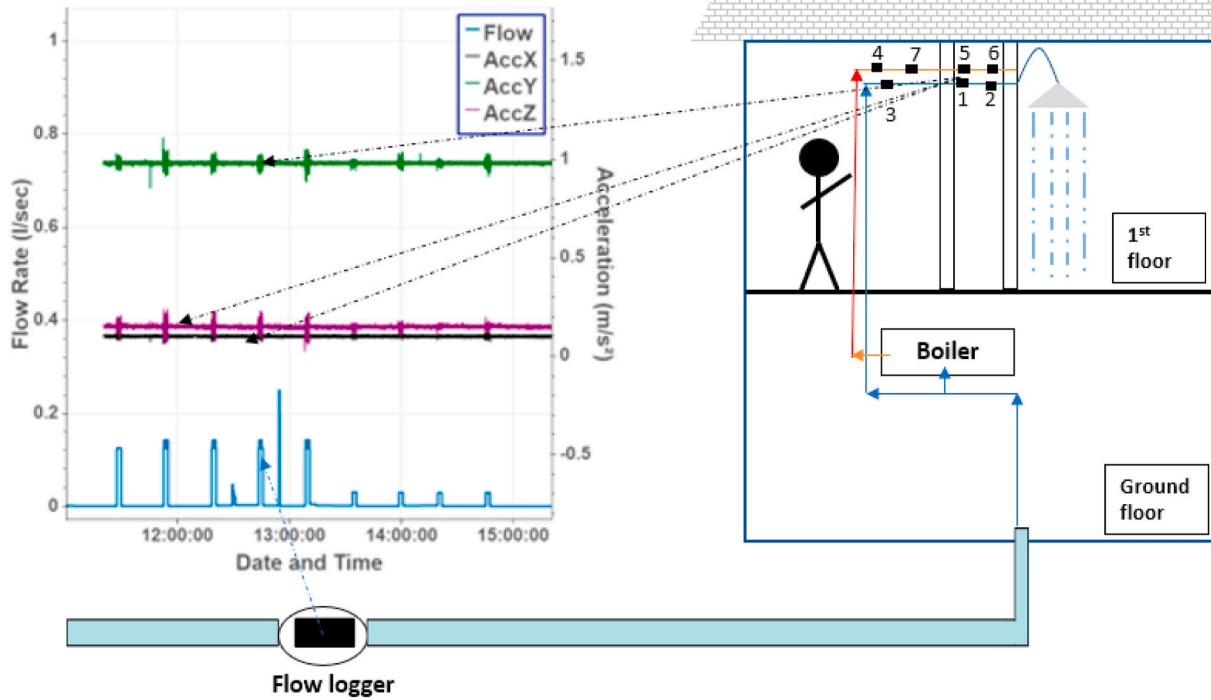 1
0.8
0.6
0.4
0.2
0
Flow Rate (l/sec)
Flow
AccX
AccY
AccZ
1.5
1
0.5
0
-0.5
Acceleration (m/s²)
12:00:00 13:00:00 14:00:00 15:00:00
Date and Time
Flow logger
4 7 5 6
3 1 2
1st
floor
Boiler
Ground
floor